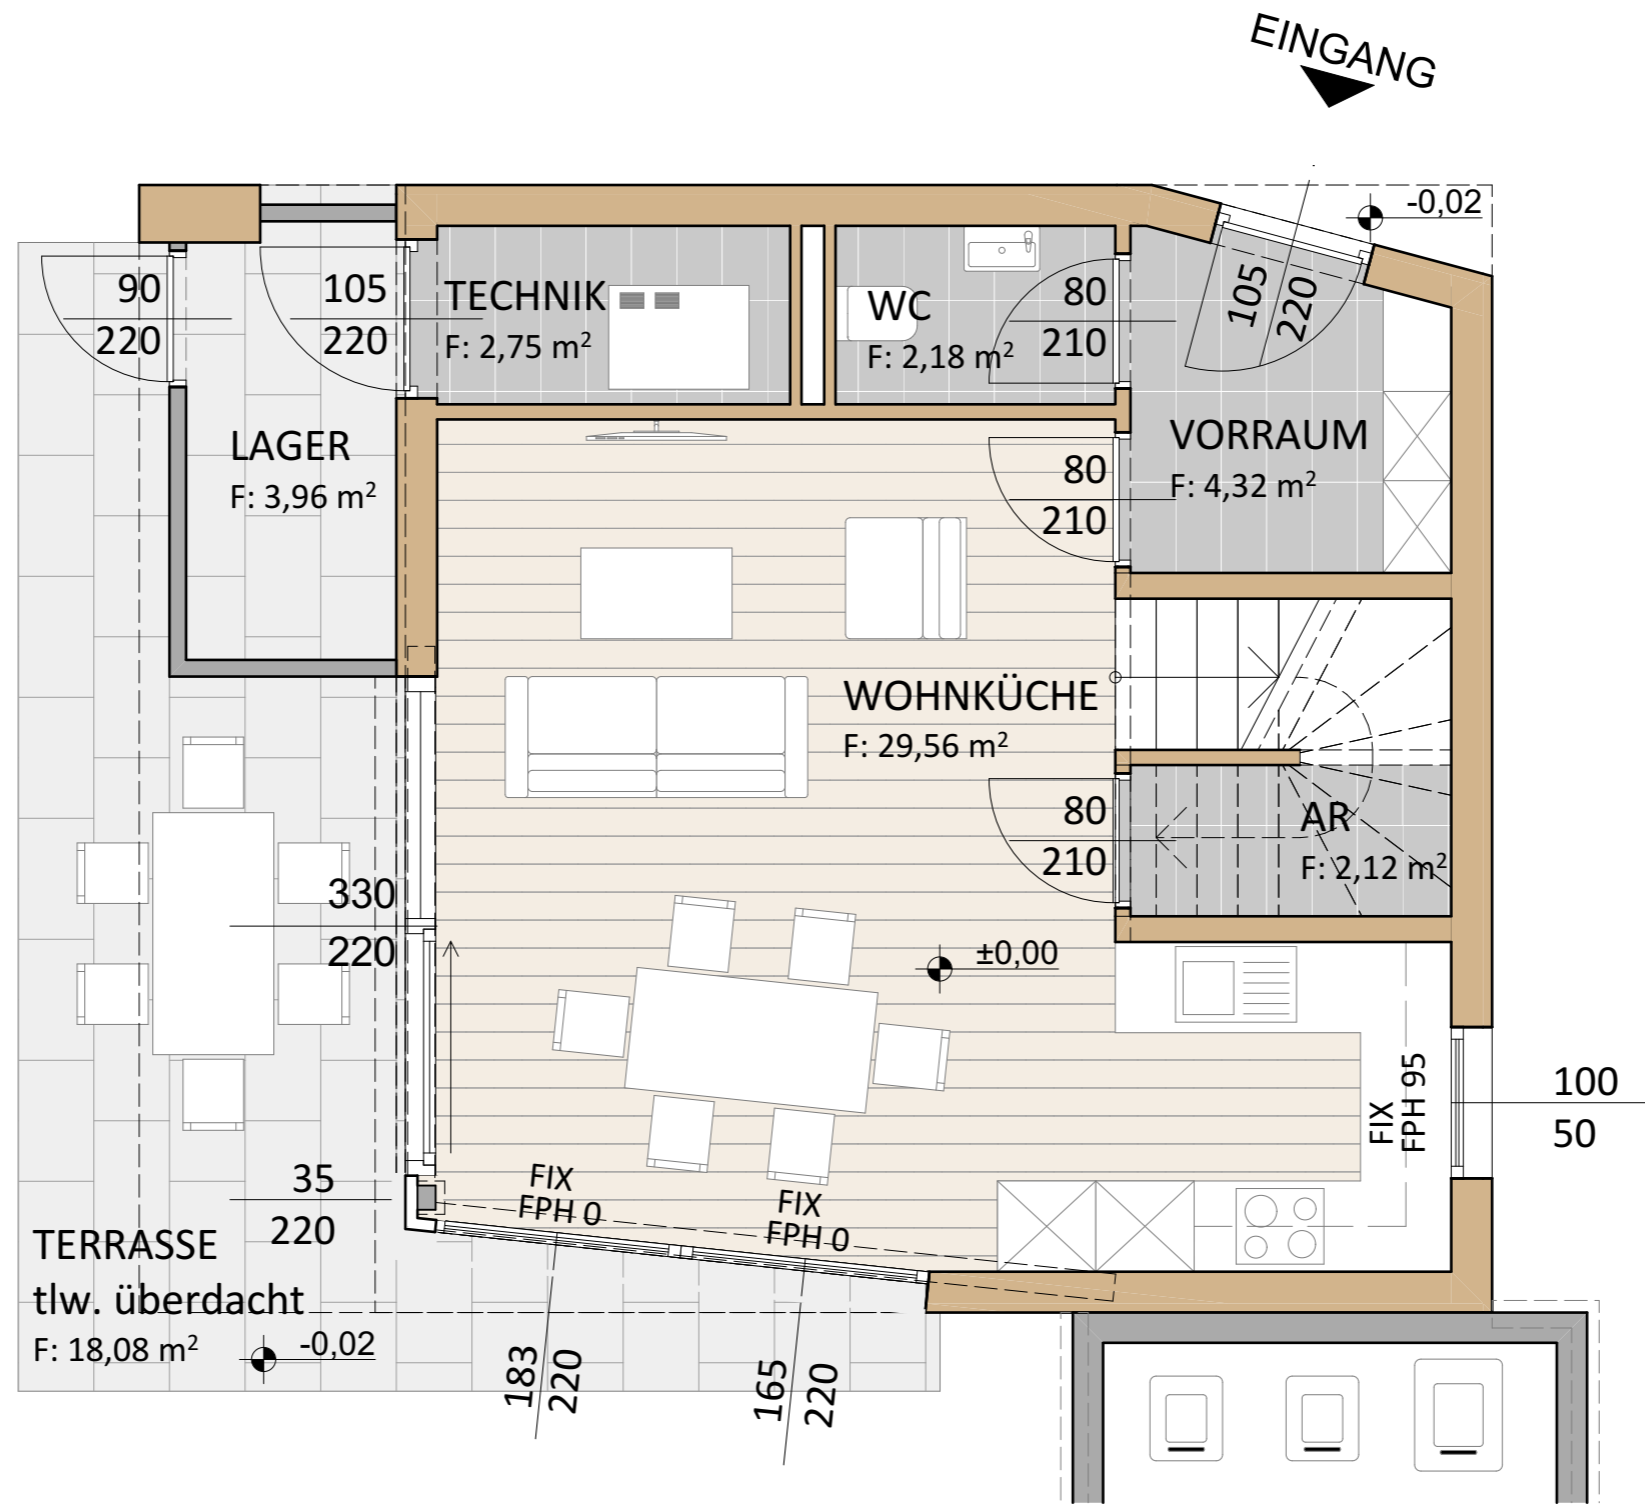 EINGANG
-0,02
90
220
105
220
TECHNIK
F: 2,75 m²
WC
F: 2,18 m²
80
210
105
220
LAGER
F: 3,96 m²
80
210
VORRAUM
F: 4,32 m²
WOHNKÜCHE
F: 29,56 m²
80
210
AR
F: 2,12 m²
330
220
±0,00
FIX
FPH 95
100
50
35
220
FIX
FPH 0
FIX
FPH 0
TERRASSE
tlw. überdacht
F: 18,08 m²
-0,02
183
220
165
220